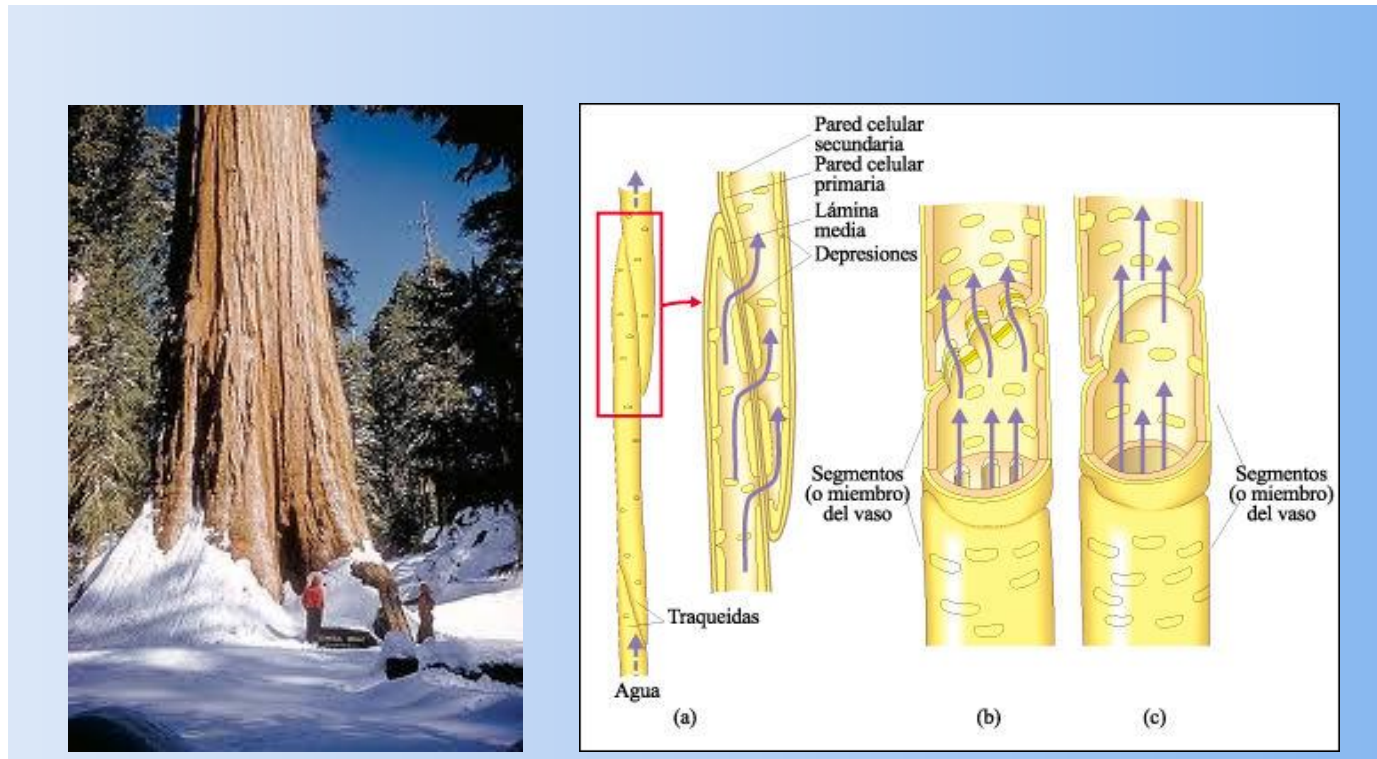 Pared celular
secundaria
Pared celular
primaria
Lámina
media
Depresiones
Segmentos
(o miembro)
del vaso
Segmentos
(o miembro)
del vaso
Traqueidas
Agua
(a)
(b)
(c)